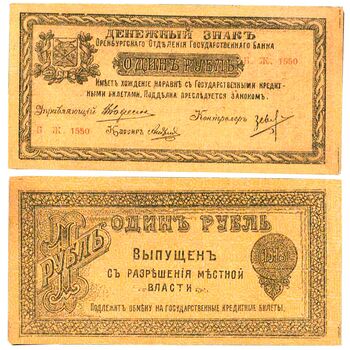 ДЕНЕЖНЫЙ ЗНАКЪ
ОРЕНБУРГСКАГО ОТДѢЛЕНІЯ ГОСУДАРСТВЕННАГО БАНКА
ОДИНЪ РУБЛЬ
Б. Ж. 1550
ИМѢЕТЪ ХОЖДЕНІЕ НАРАВНѢ СЪ ГОСУДАРСТВЕННЫМИ КРЕДИТ-
НЫМИ БИЛЕТАМИ. ПОДДѢЛКА ПРЕСЛѢДУЕТСЯ ЗАКОНОМЪ.
Управляющій
Контролеръ
Б. Ж. 1550
Кассиръ
РУБЛЬ
ОДИНЪ РУБЛЬ
ВЫПУЩЕНЪ
СЪ РАЗРѢШЕНІЯ МѢСТНОЙ
ВЛАСТИ
ПОДЛЕЖИТЪ ОБМѢНУ НА ГОСУДАРСТВЕННЫЕ КРЕДИТНЫЕ БИЛЕТЫ.